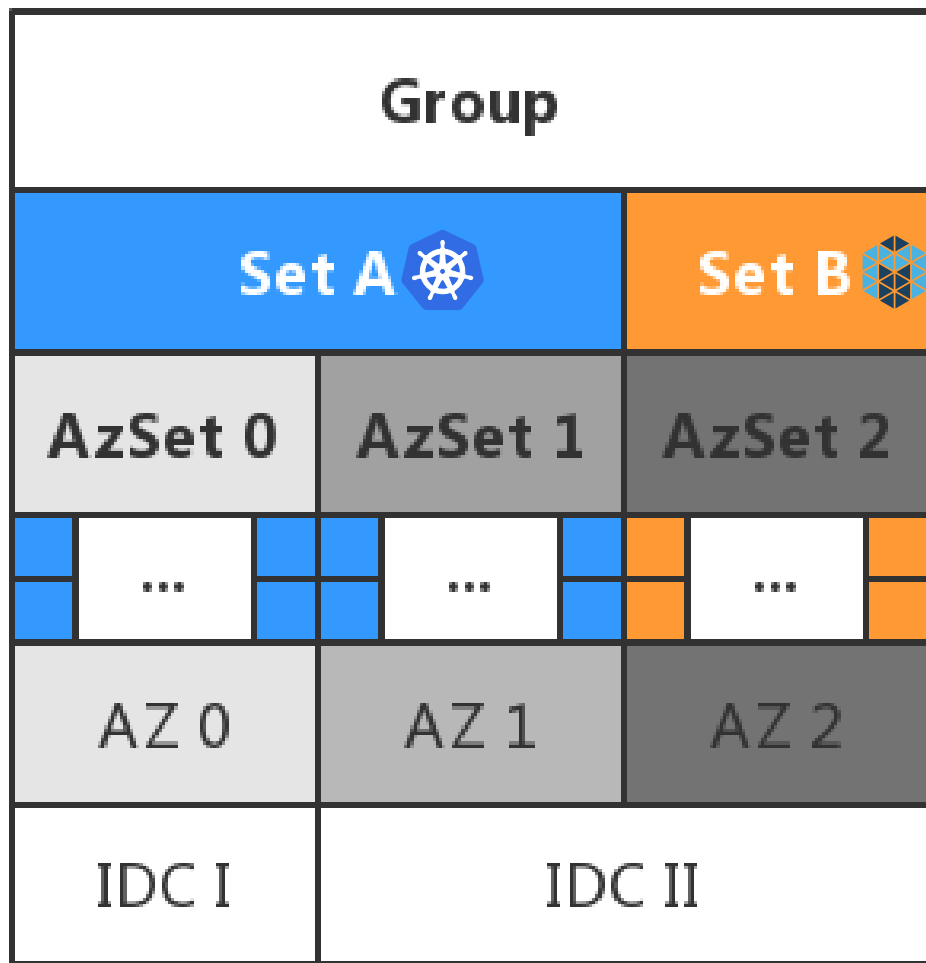 Group
Set A Set B
AzSet 0 AzSet 1 AzSet 2
... ... ...
AZ 0 AZ 1 AZ 2
IDC I IDC II